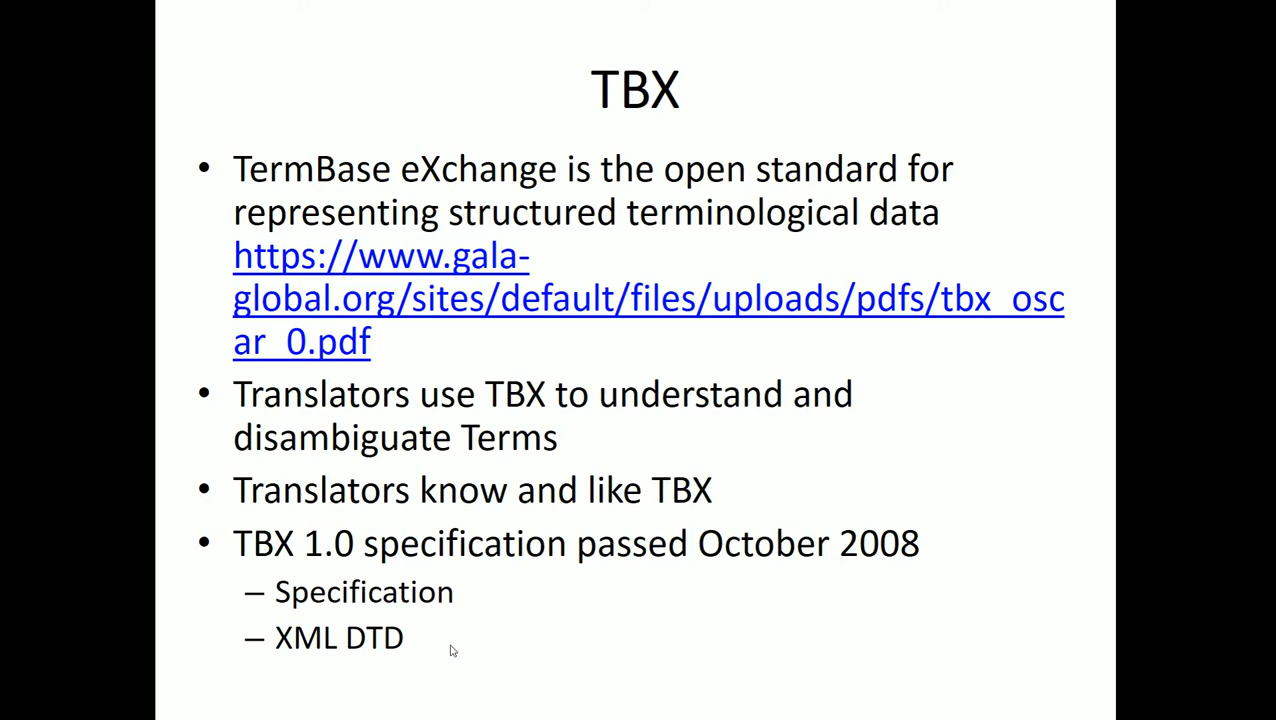 TBX
• TermBase eXchange is the open standard for
representing structured terminological data
https://www.gala-
global.org/sites/default/files/uploads/pdfs/tbx_osc
ar_0.pdf
• Translators use TBX to understand and
disambiguate Terms
• Translators know and like TBX
• TBX 1.0 specification passed October 2008
– Specification
– XML DTD